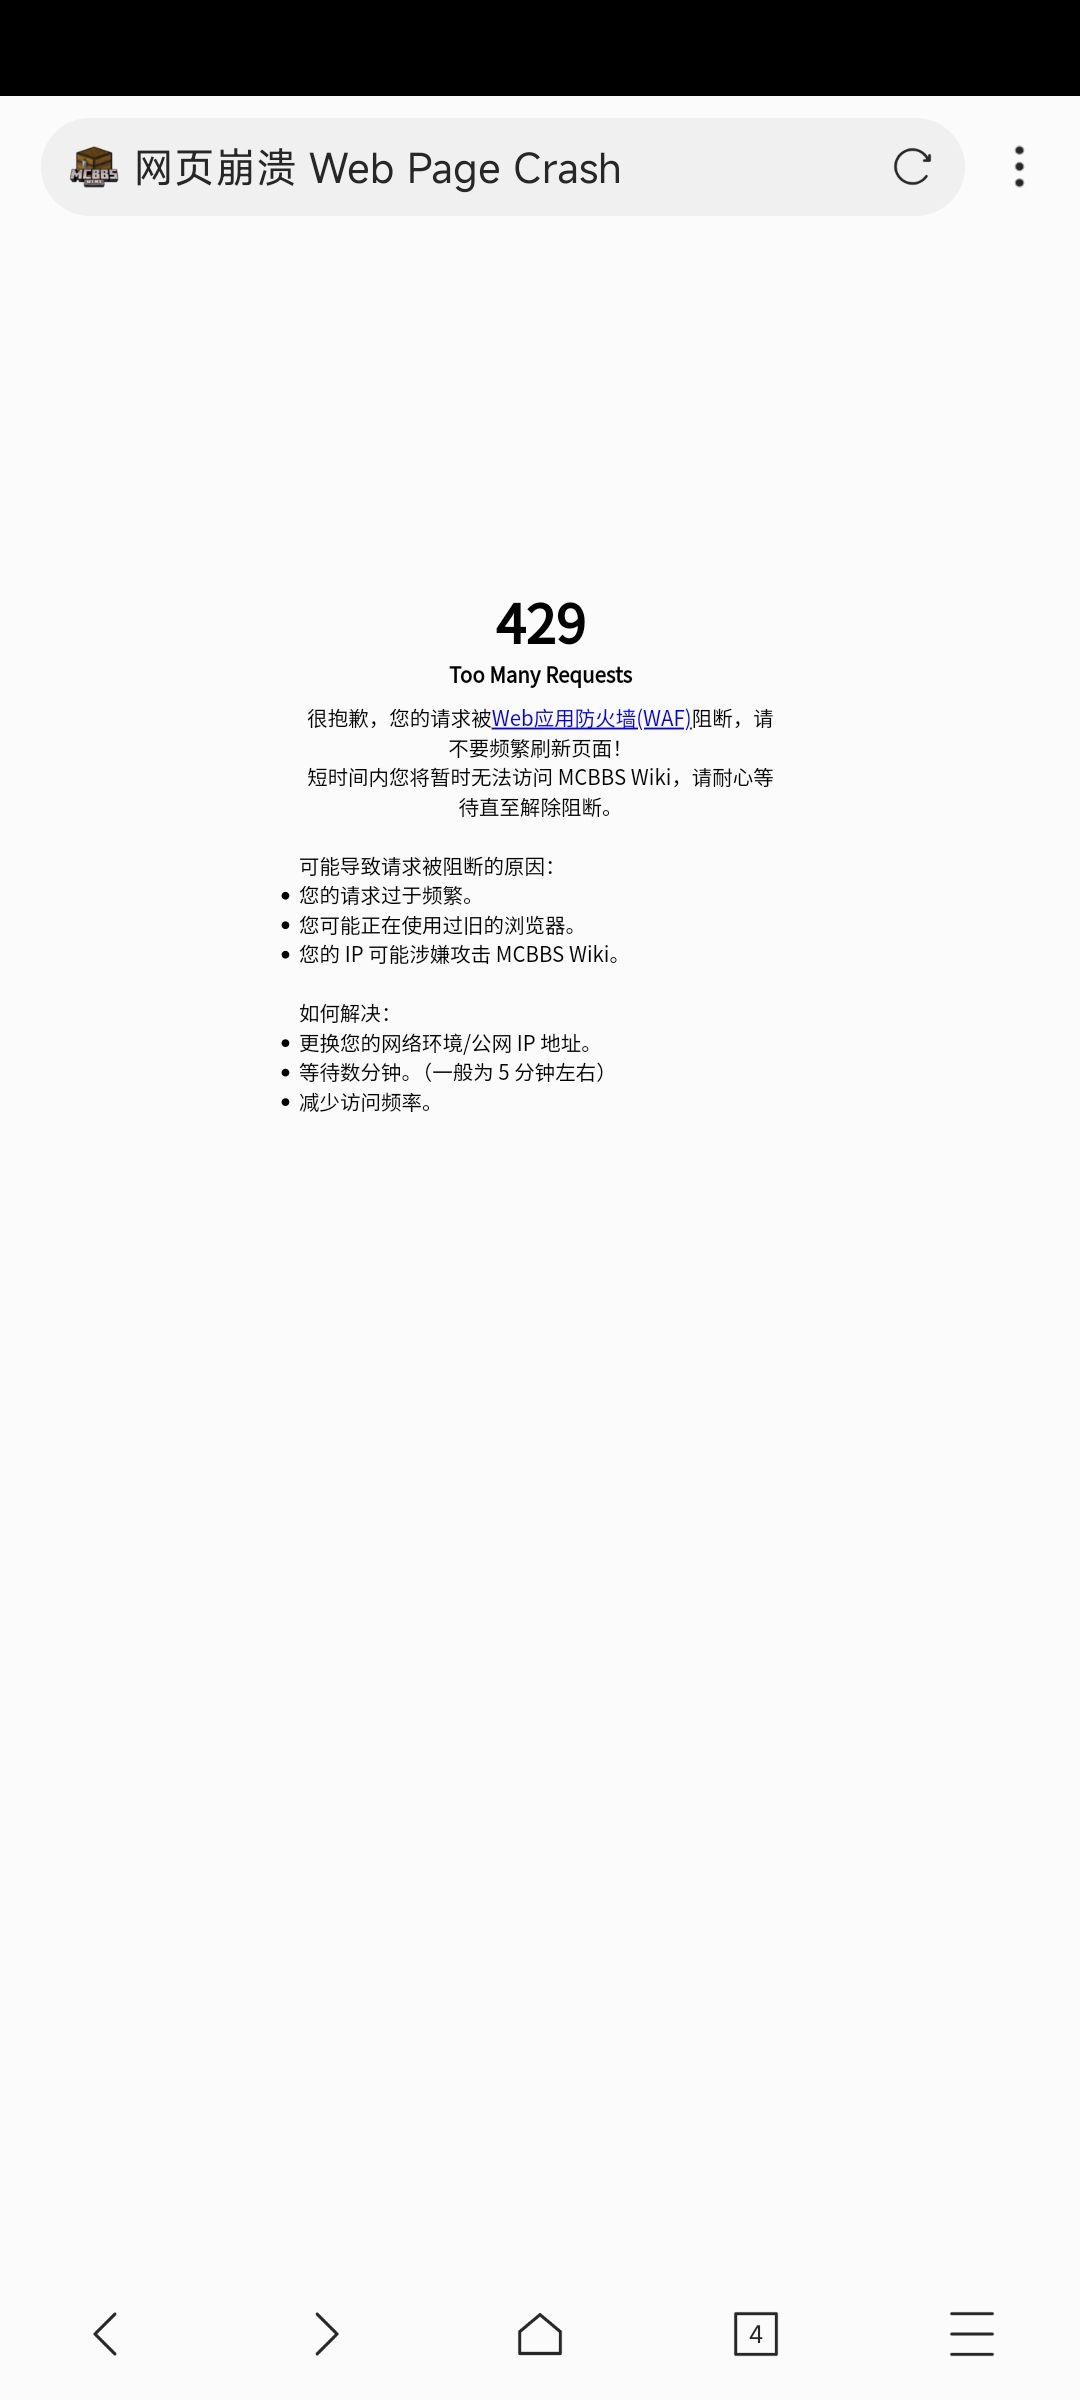 MCBBS
网页崩溃 Web Page Crash
429
Too Many Requests
很抱歉，您的请求被Web应用防火墙(WAF)阻断，请
不要频繁刷新页面！
短时间内您将暂时无法访问 MCBBS Wiki，请耐心等
待直至解除阻断。
可能导致请求被阻断的原因：
您的请求过于频繁。
您可能正在使用过旧的浏览器。
您的 IP 可能涉嫌攻击 MCBBS Wiki。
如何解决：
更换您的网络环境/公网 IP 地址。
等待数分钟。（一般为 5 分钟左右）
减少访问频率。
4